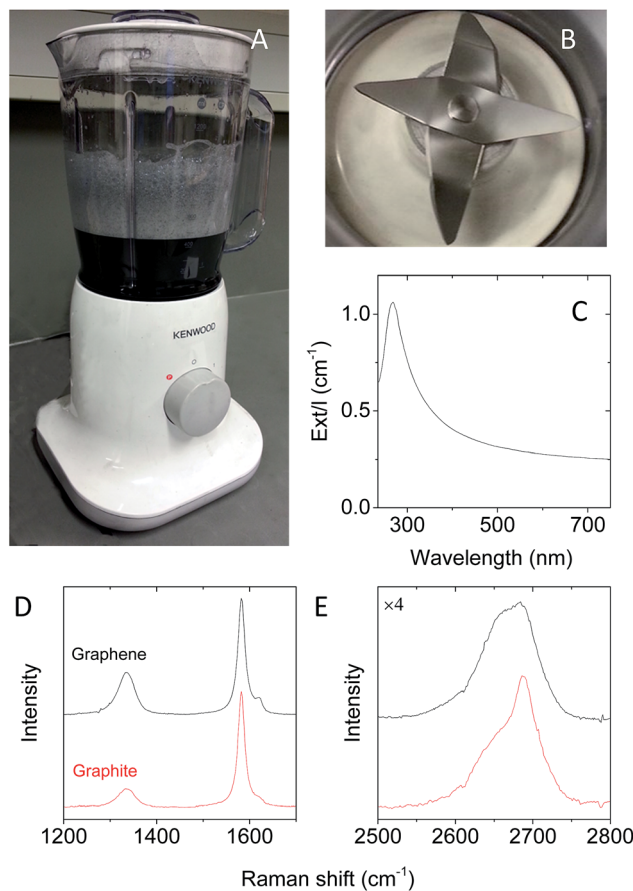 A
B
KENWOOD
C
1.0
0.5
0.0
Ext/l (cm⁻¹)
300
500
700
Wavelength (nm)
D
Graphene
Graphite
Intensity
1200
1400
1600
E
×4
Intensity
2500
2600
2700
2800
Raman shift (cm⁻¹)